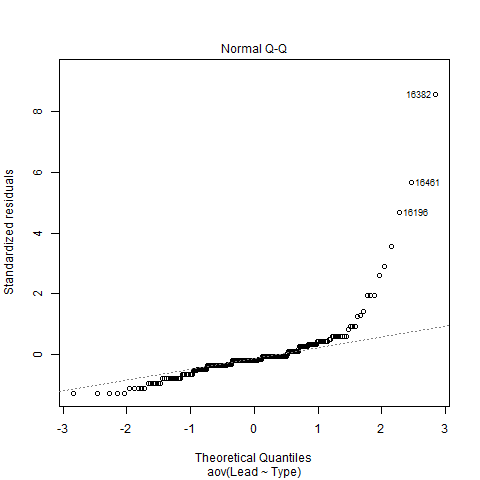 Normal Q-Q
16382
16461
16196
Standardized residuals
8
6
4
2
0
-3 -2 -1 0 1 2 3
Theoretical Quantiles
aov(Lead ~ Type)